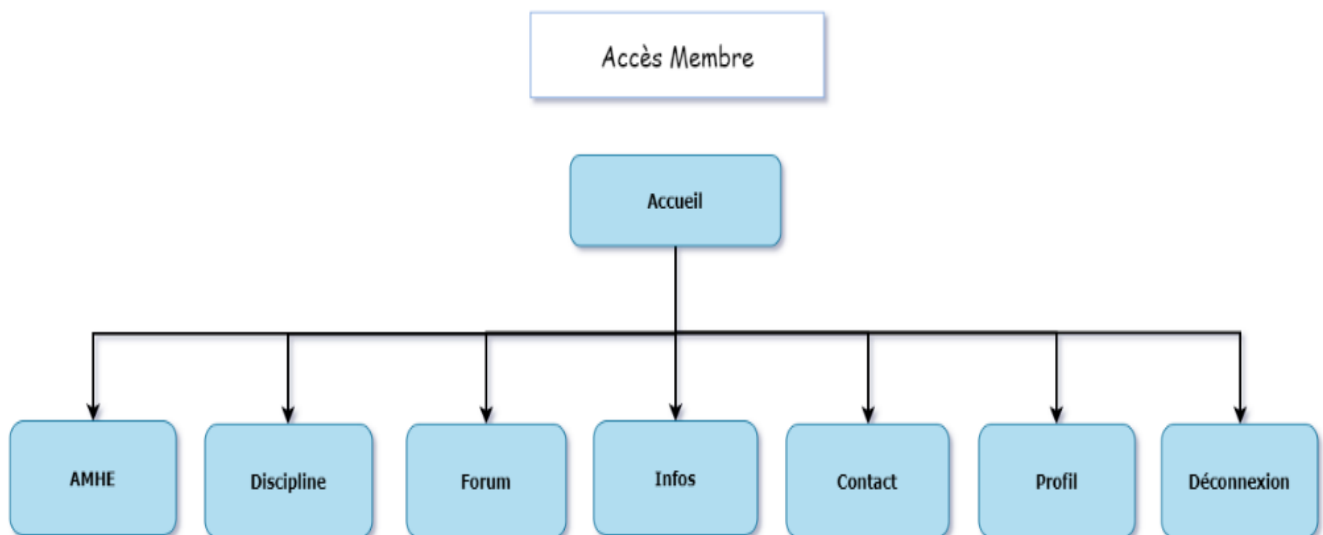 Accès Membre
Accueil
AMHE
Discipline
Forum
Infos
Contact
Profil
Déconnexion